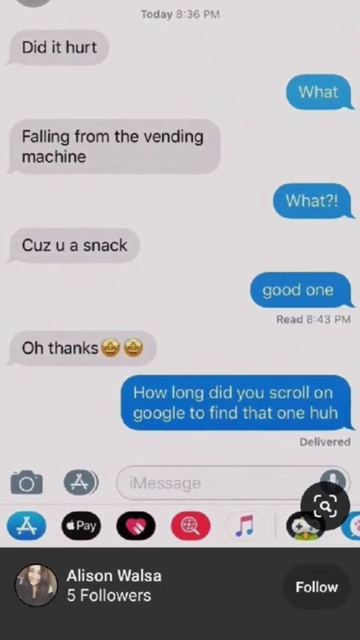 Today 8:36 PM
Did it hurt
What
Falling from the vending
machine
What?!
Cuz u a snack
good one
Read 8:43 PM
Oh thanks🤩🤩
How long did you scroll on
google to find that one huh
Delivered
iMessage
Pay
Alison Walsa
5 Followers
Follow